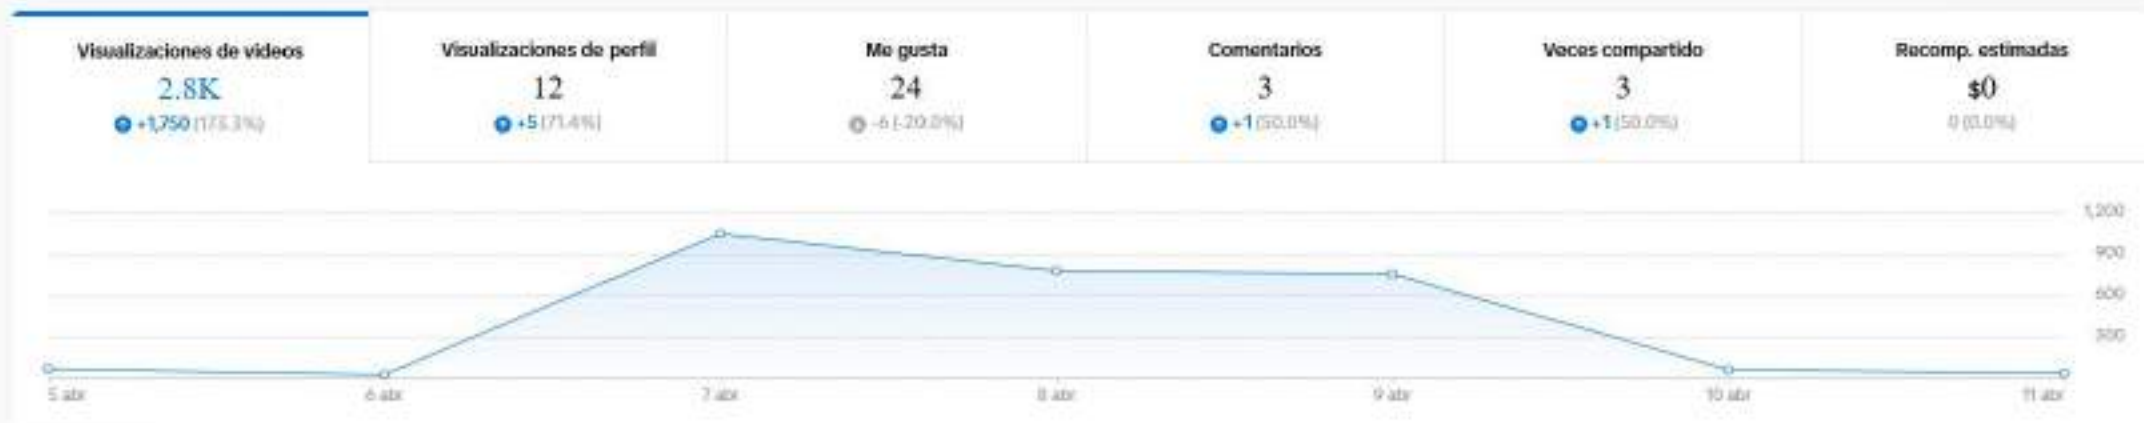 Visualizaciones de videos
2.8K
+1,750 (173.3%)
Visualizaciones de perfil
12
+5 (71.4%)
Me gusta
24
-6 (-20.0%)
Comentarios
3
+1 (50.0%)
Veces compartido
3
+1 (50.0%)
Recomp. estimadas
$0
0 (0.0%)
1,200
900
600
300
5 abr
6 abr
7 abr
8 abr
9 abr
10 abr
11 abr